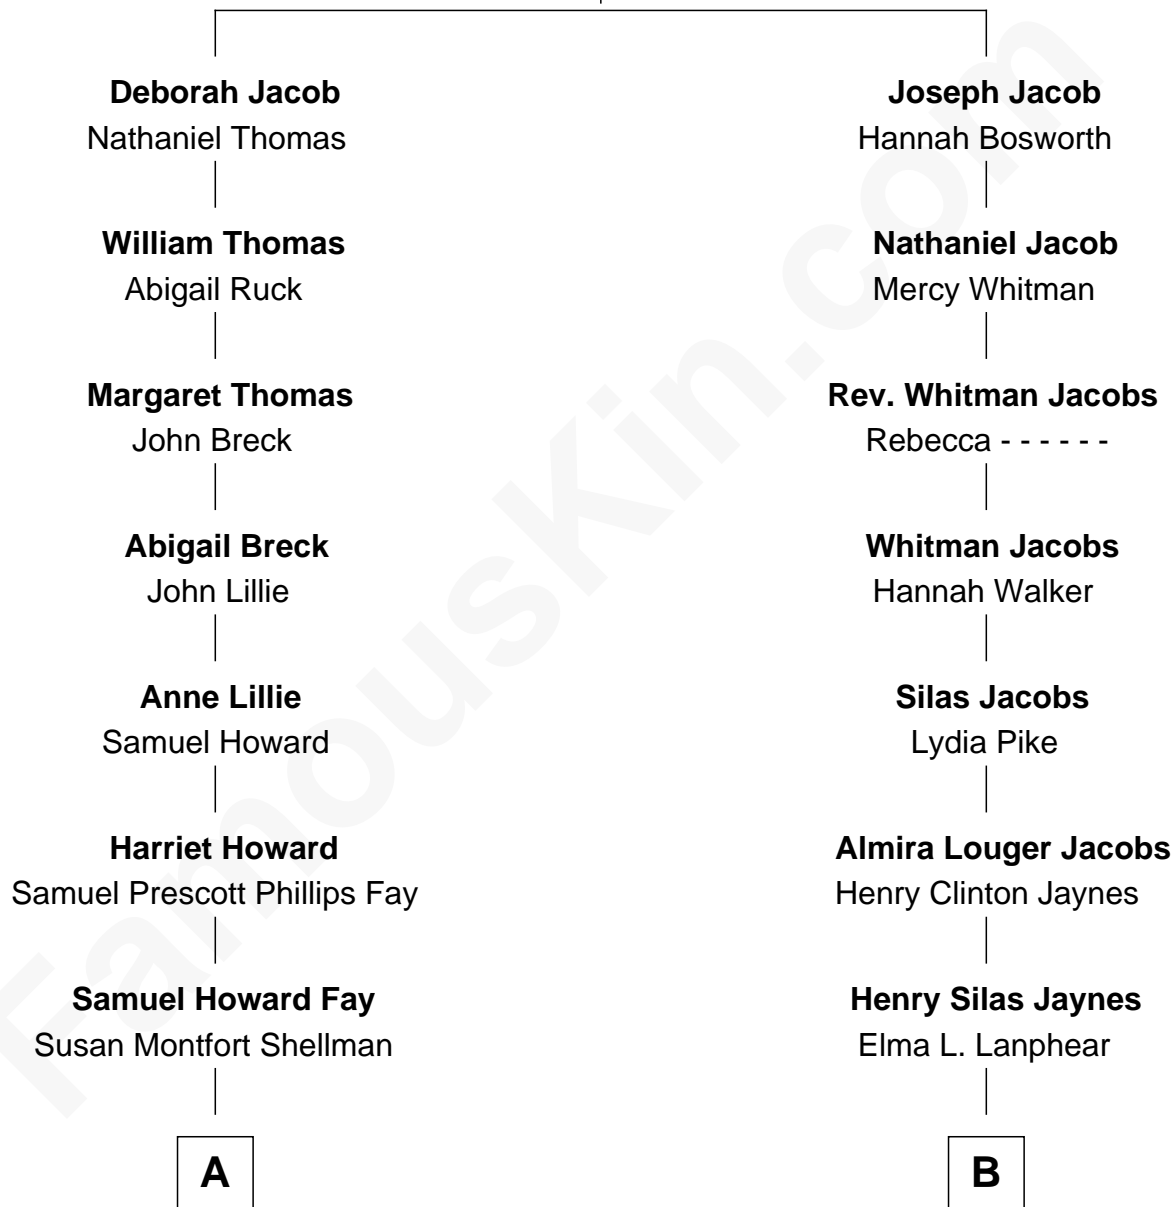 Deborah Jacob
Nathaniel Thomas
William Thomas
Abigail Ruck
Margaret Thomas
John Breck
Abigail Breck
John Lillie
Anne Lillie
Samuel Howard
Harriet Howard
Samuel Prescott Phillips Fay
Samuel Howard Fay
Susan Montfort Shellman
A
Joseph Jacob
Hannah Bosworth
Nathaniel Jacob
Mercy Whitman
Rev. Whitman Jacobs
Rebecca - - - - - -
Whitman Jacobs
Hannah Walker
Silas Jacobs
Lydia Pike
Almira Louger Jacobs
Henry Clinton Jaynes
Henry Silas Jaynes
Elma L. Lanphear
B
FamousKin.com